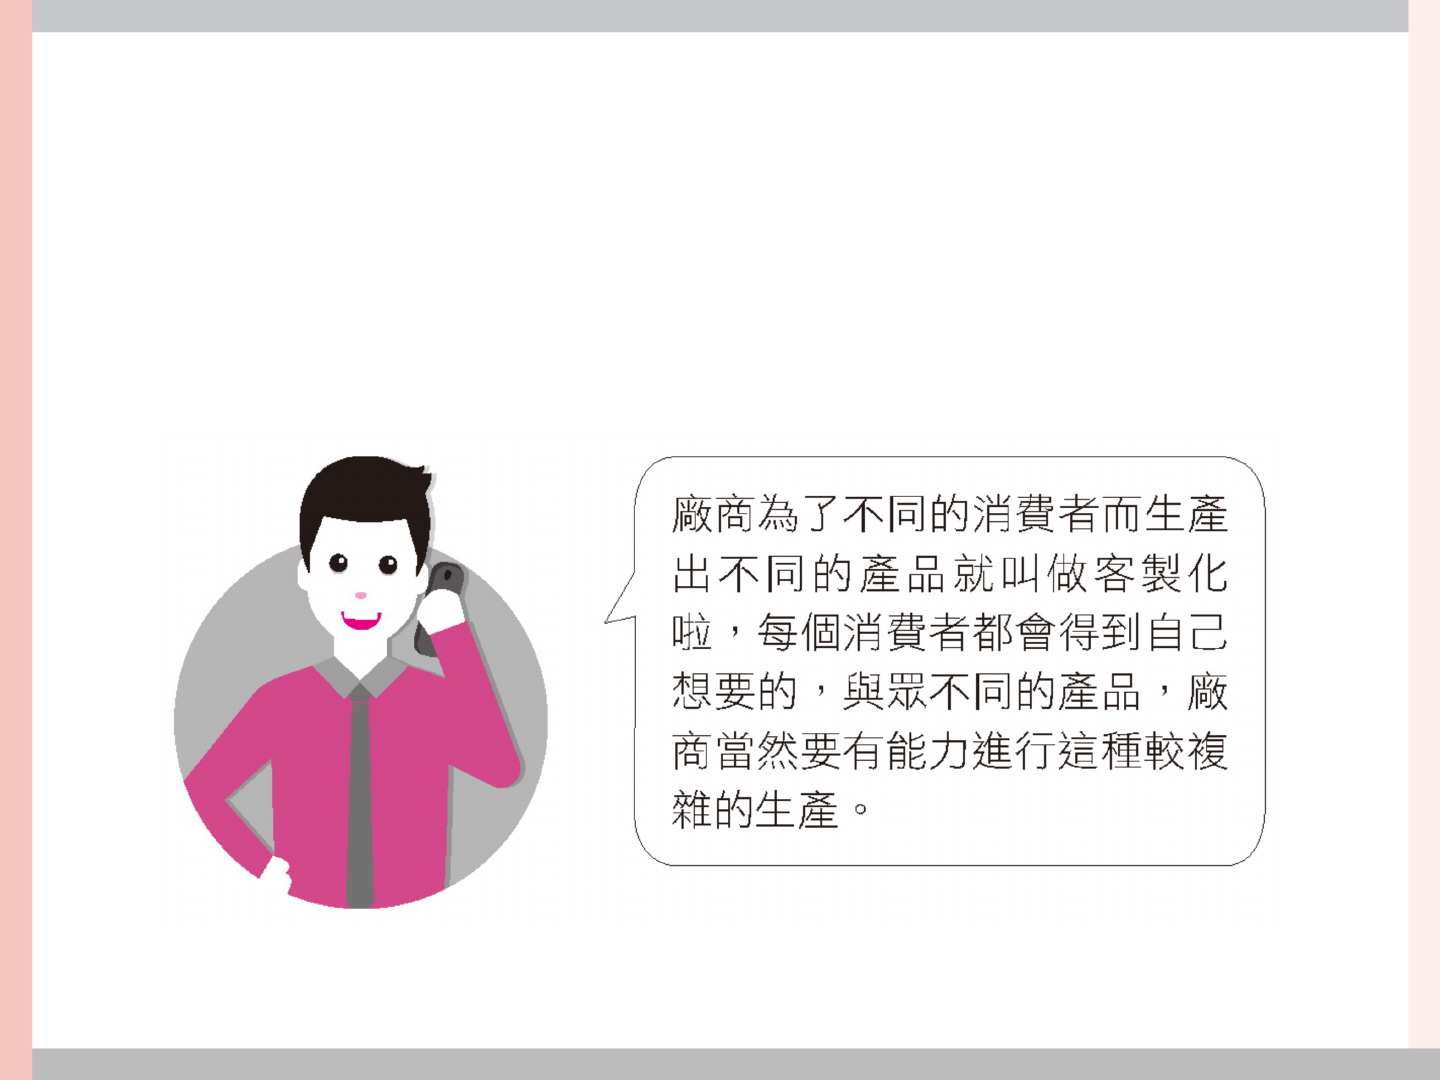 廠商為了不同的消費者而生產
出不同的產品就叫做客製化
啦，每個消費者都會得到自己
想要的，與眾不同的產品，廠
商當然要有能力進行這種較複
雜的生產。